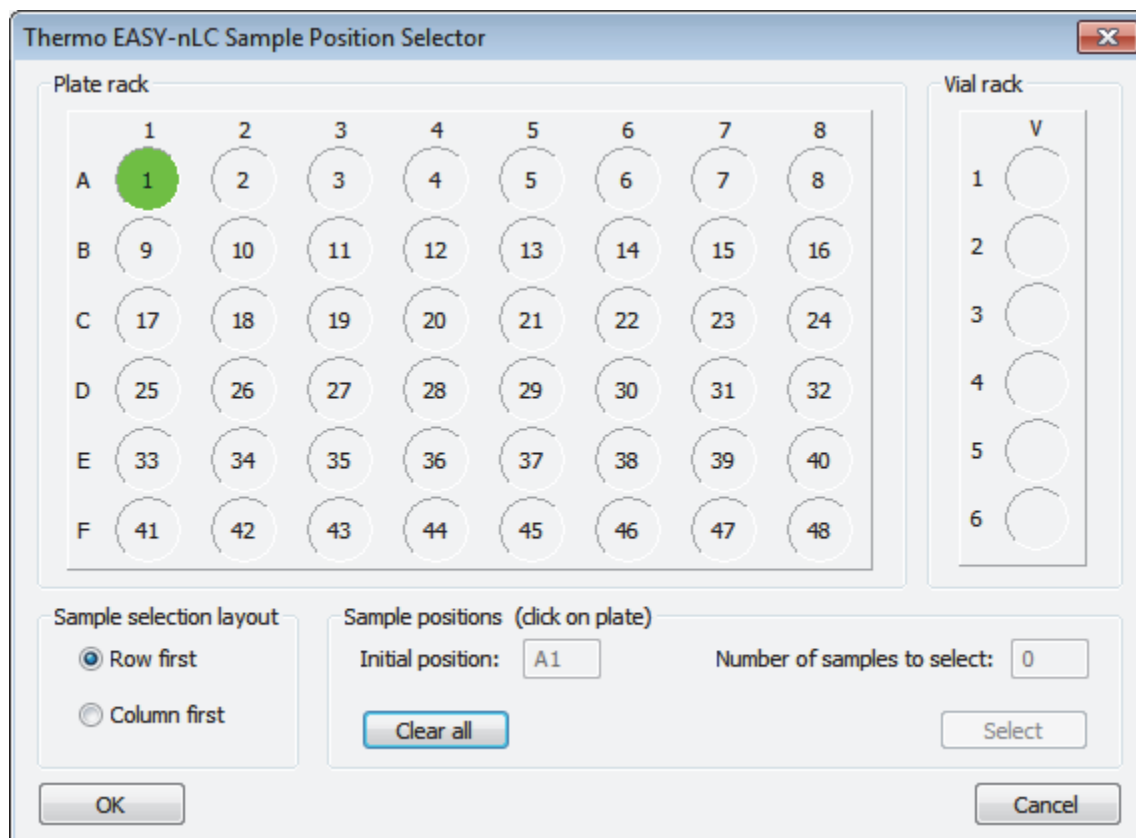 Thermo EASY-nLC Sample Position Selector
Plate rack
1 2 3 4 5 6 7 8
A 1 2 3 4 5 6 7 8
B 9 10 11 12 13 14 15 16
C 17 18 19 20 21 22 23 24
D 25 26 27 28 29 30 31 32
E 33 34 35 36 37 38 39 40
F 41 42 43 44 45 46 47 48
Vial rack
V
1
2
3
4
5
6
Sample selection layout
Row first
Column first
Sample positions (click on plate)
Initial position: A1 Number of samples to select: 0
Clear all Select
OK Cancel